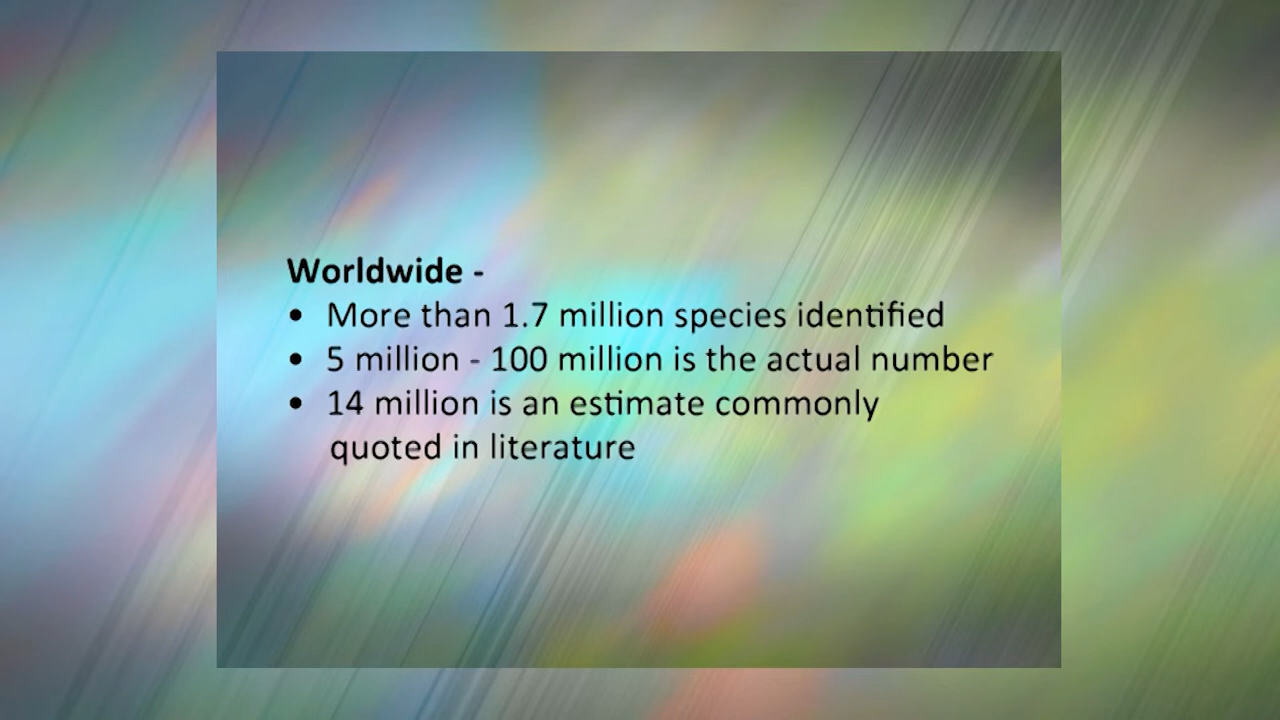 Worldwide -
• More than 1.7 million species identified
• 5 million - 100 million is the actual number
• 14 million is an estimate commonly
quoted in literature